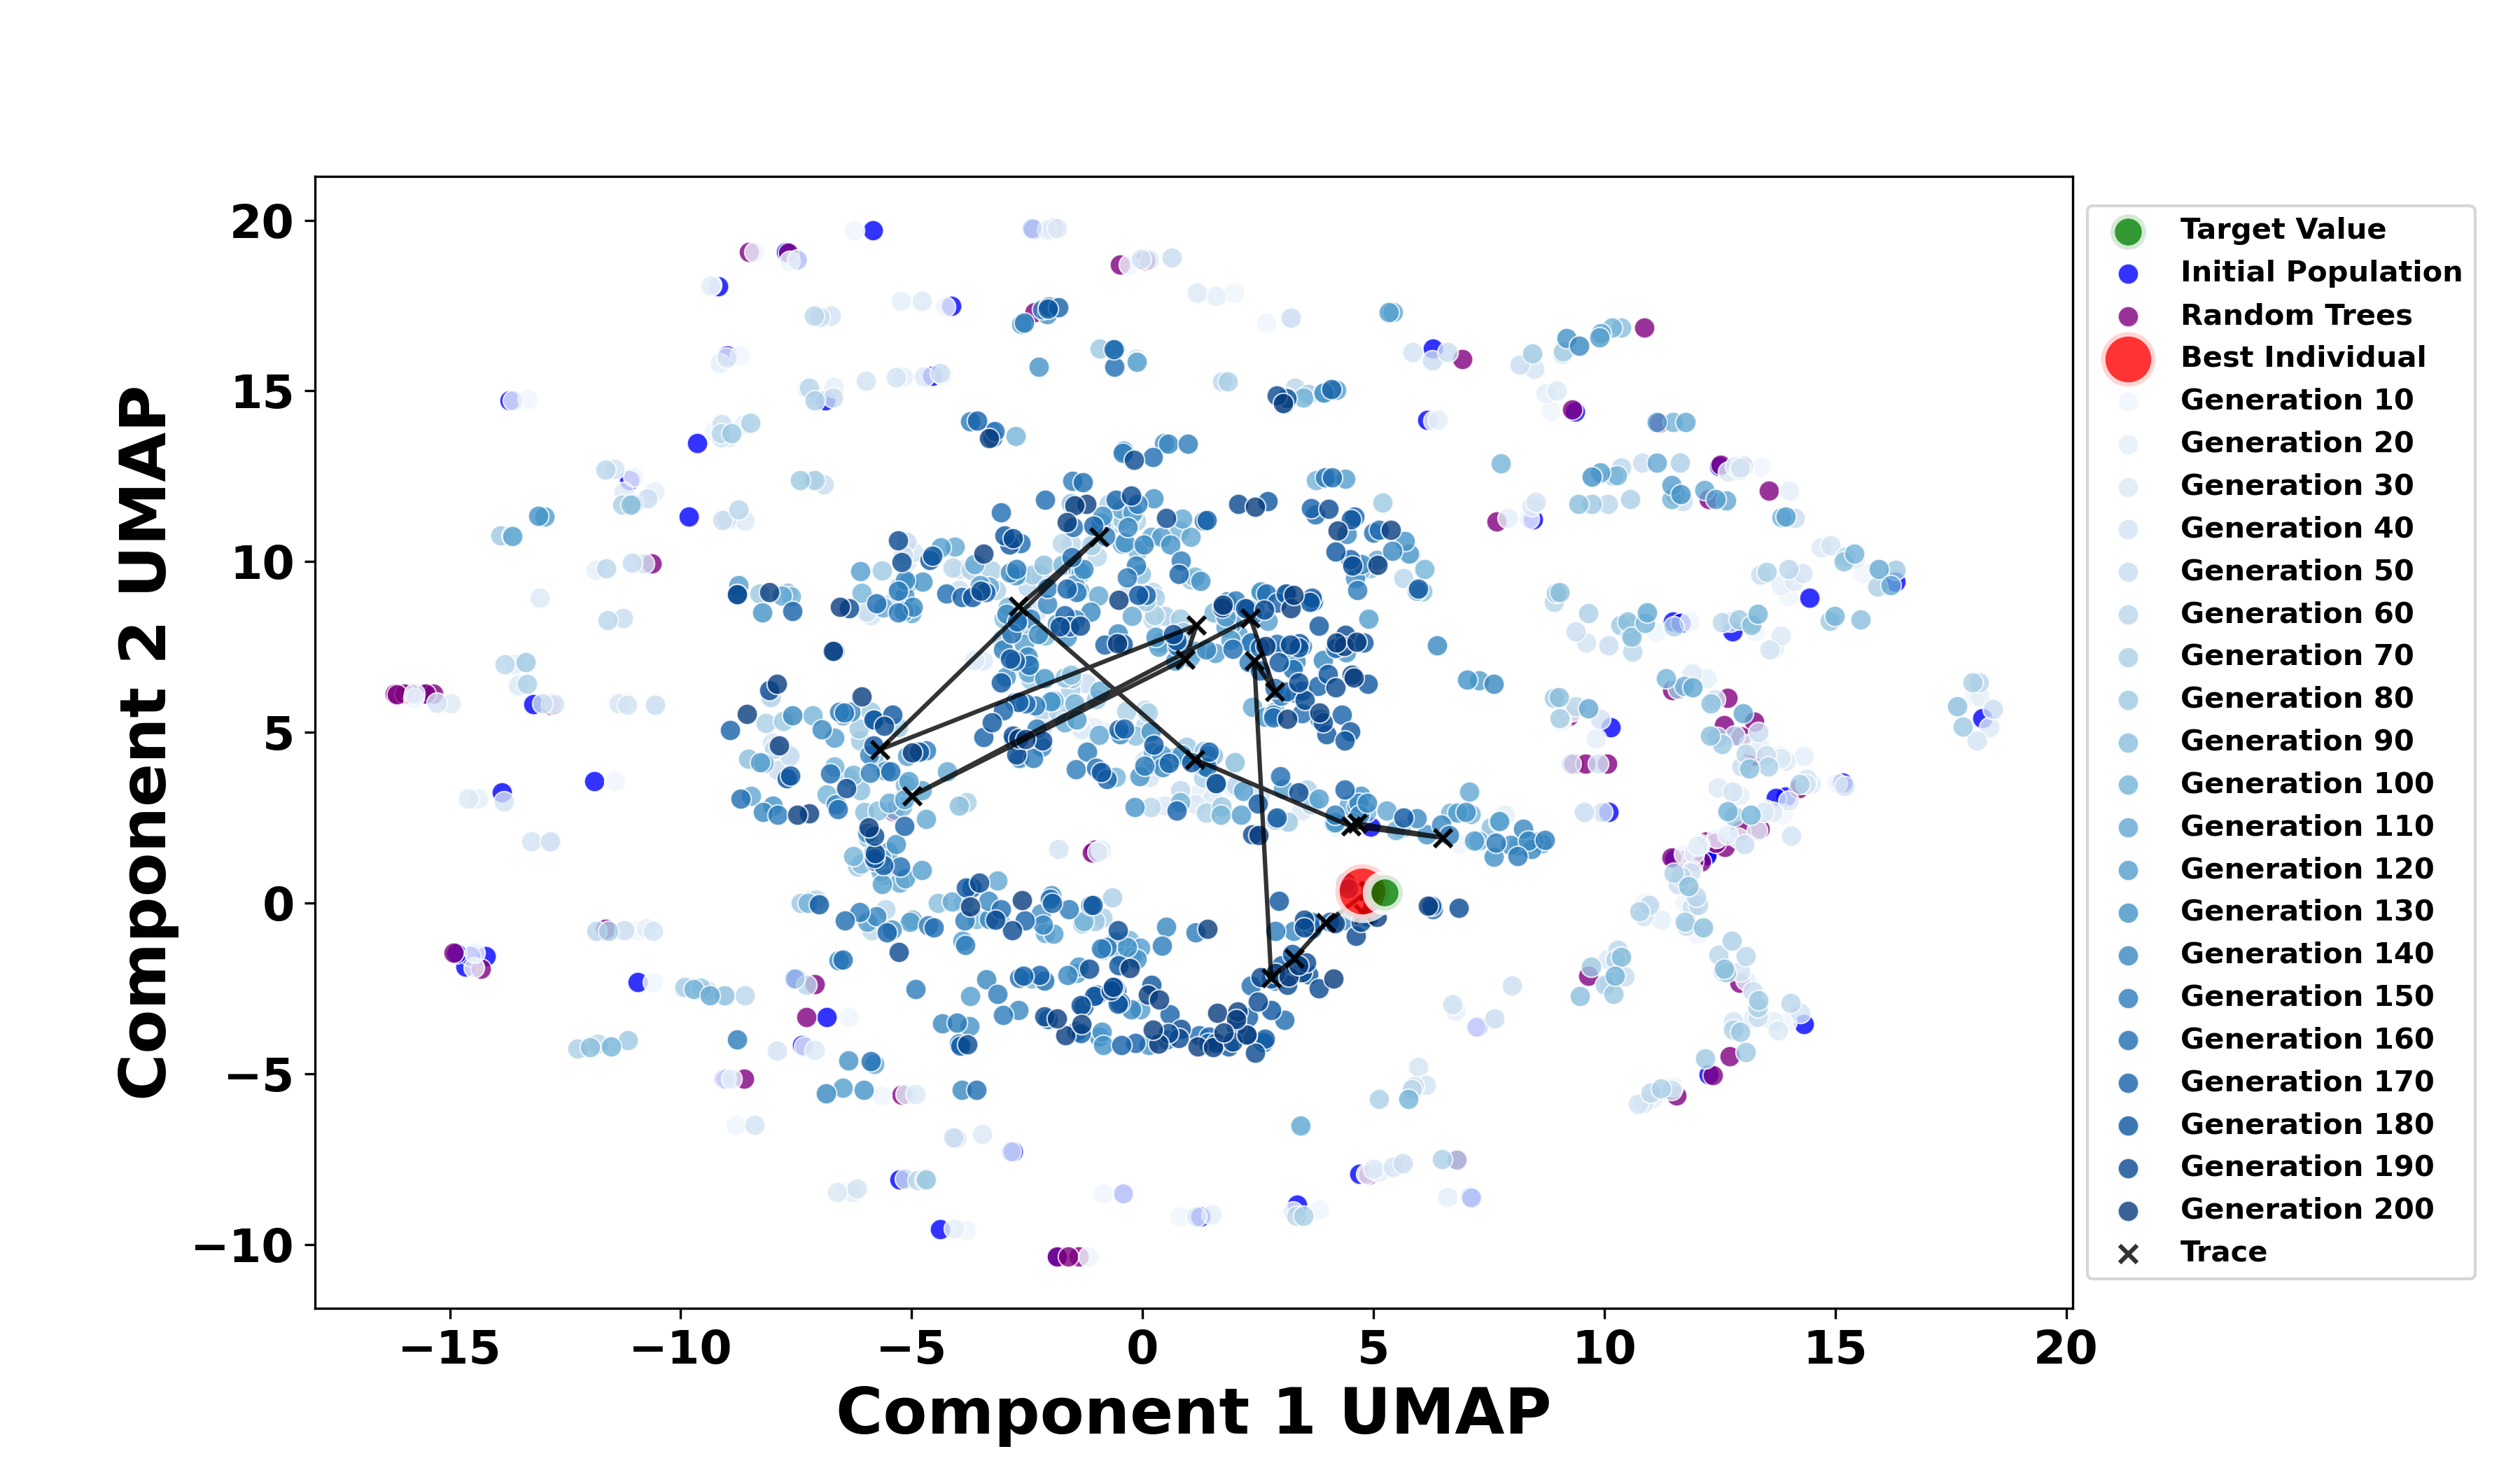 20
15
10
5
0
−5
−10
Component 2 UMAP
−15
−10
−5
0
5
10
15
20
Component 1 UMAP
Target Value
Initial Population
Random Trees
Best Individual
Generation 10
Generation 20
Generation 30
Generation 40
Generation 50
Generation 60
Generation 70
Generation 80
Generation 90
Generation 100
Generation 110
Generation 120
Generation 130
Generation 140
Generation 150
Generation 160
Generation 170
Generation 180
Generation 190
Generation 200
Trace